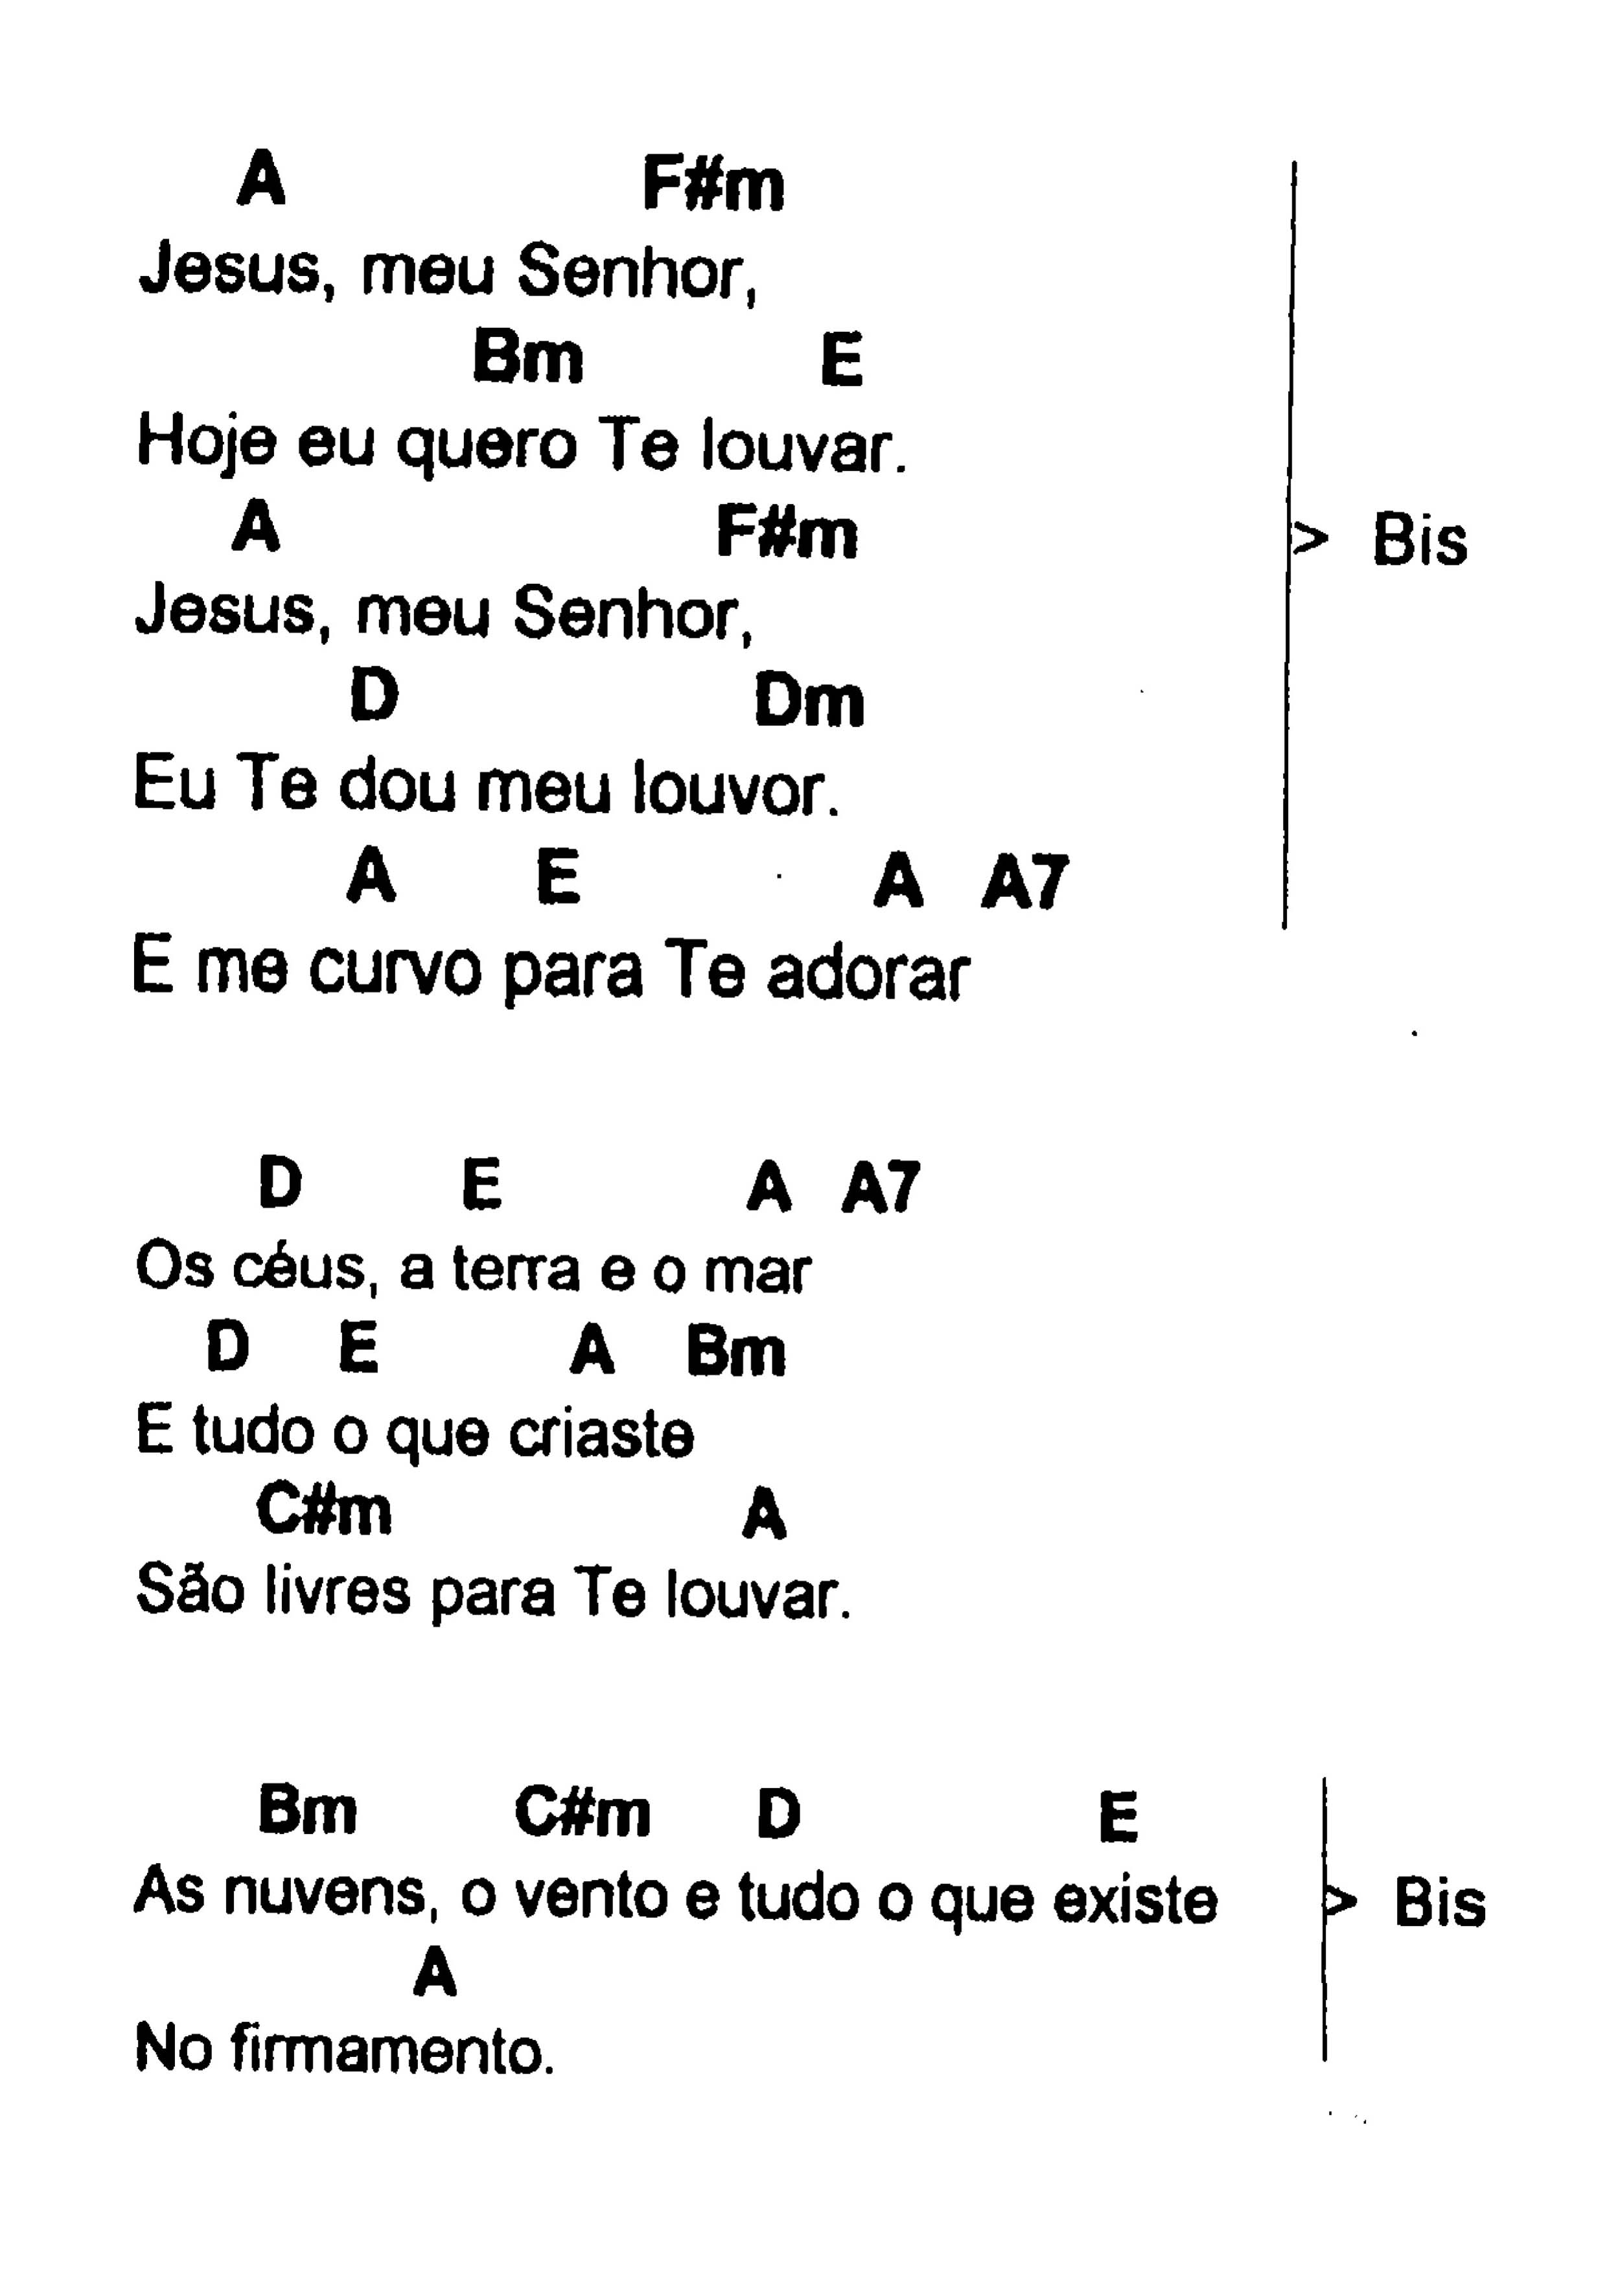 A F#m
Jesus, meu Senhor,
Bm E
Hoje eu quero Te louvar.
A F#m
> Bis
Jesus, meu Senhor,
D Dm
Eu Te dou meu louvor.
A E A A7
E me curvo para Te adorar
D E A A7
Os céus, a terra e o mar
D E A Bm
E tudo o que criaste
C#m A
São livres para Te louvar.
Bm C#m D E
As nuvens, o vento e tudo o que existe > Bis
A
No firmamento.